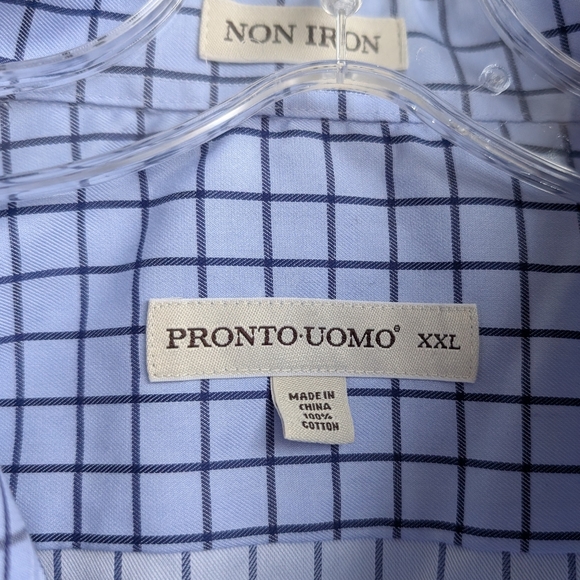 NON IRON
PRONTO·UOMO® XXL
MADE IN
CHINA
100%
COTTON